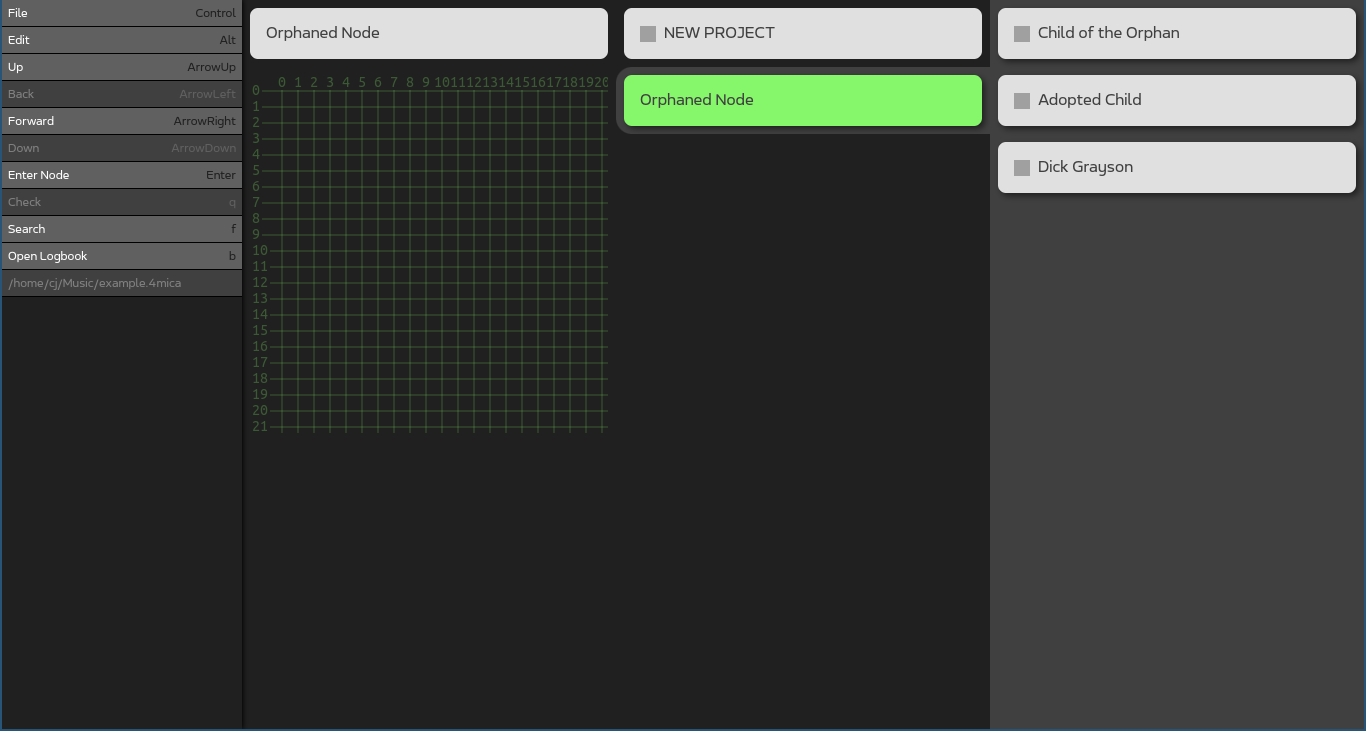 File Control
Edit Alt
Up ArrowUp
Back ArrowLeft
Forward ArrowRight
Down ArrowDown
Enter Node Enter
Check q
Search f
Open Logbook b
/home/cj/Music/example.4mica
Orphaned Node
0 1 2 3 4 5 6 7 8 9 10 11 12 13 14 15 16 17 18 19 20
0
1
2
3
4
5
6
7
8
9
10
11
12
13
14
15
16
17
18
19
20
21
NEW PROJECT
Orphaned Node
Child of the Orphan
Adopted Child
Dick Grayson